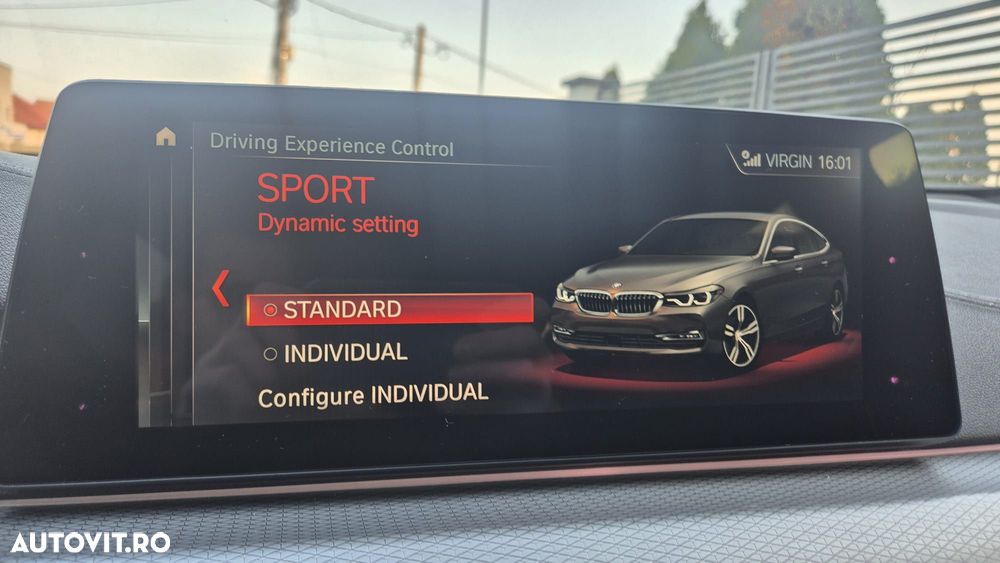 Driving Experience Control
VIRGIN 16:01
SPORT
Dynamic setting
STANDARD
INDIVIDUAL
Configure INDIVIDUAL
AUTOVIT.RO